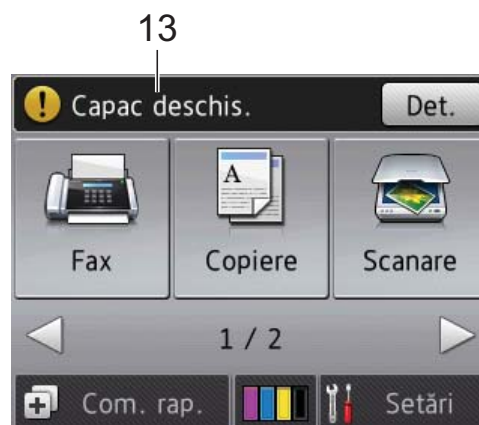 13
! Capac deschis. Det.
A
Fax Copiere Scanare
1 / 2
Com. rap. Setări